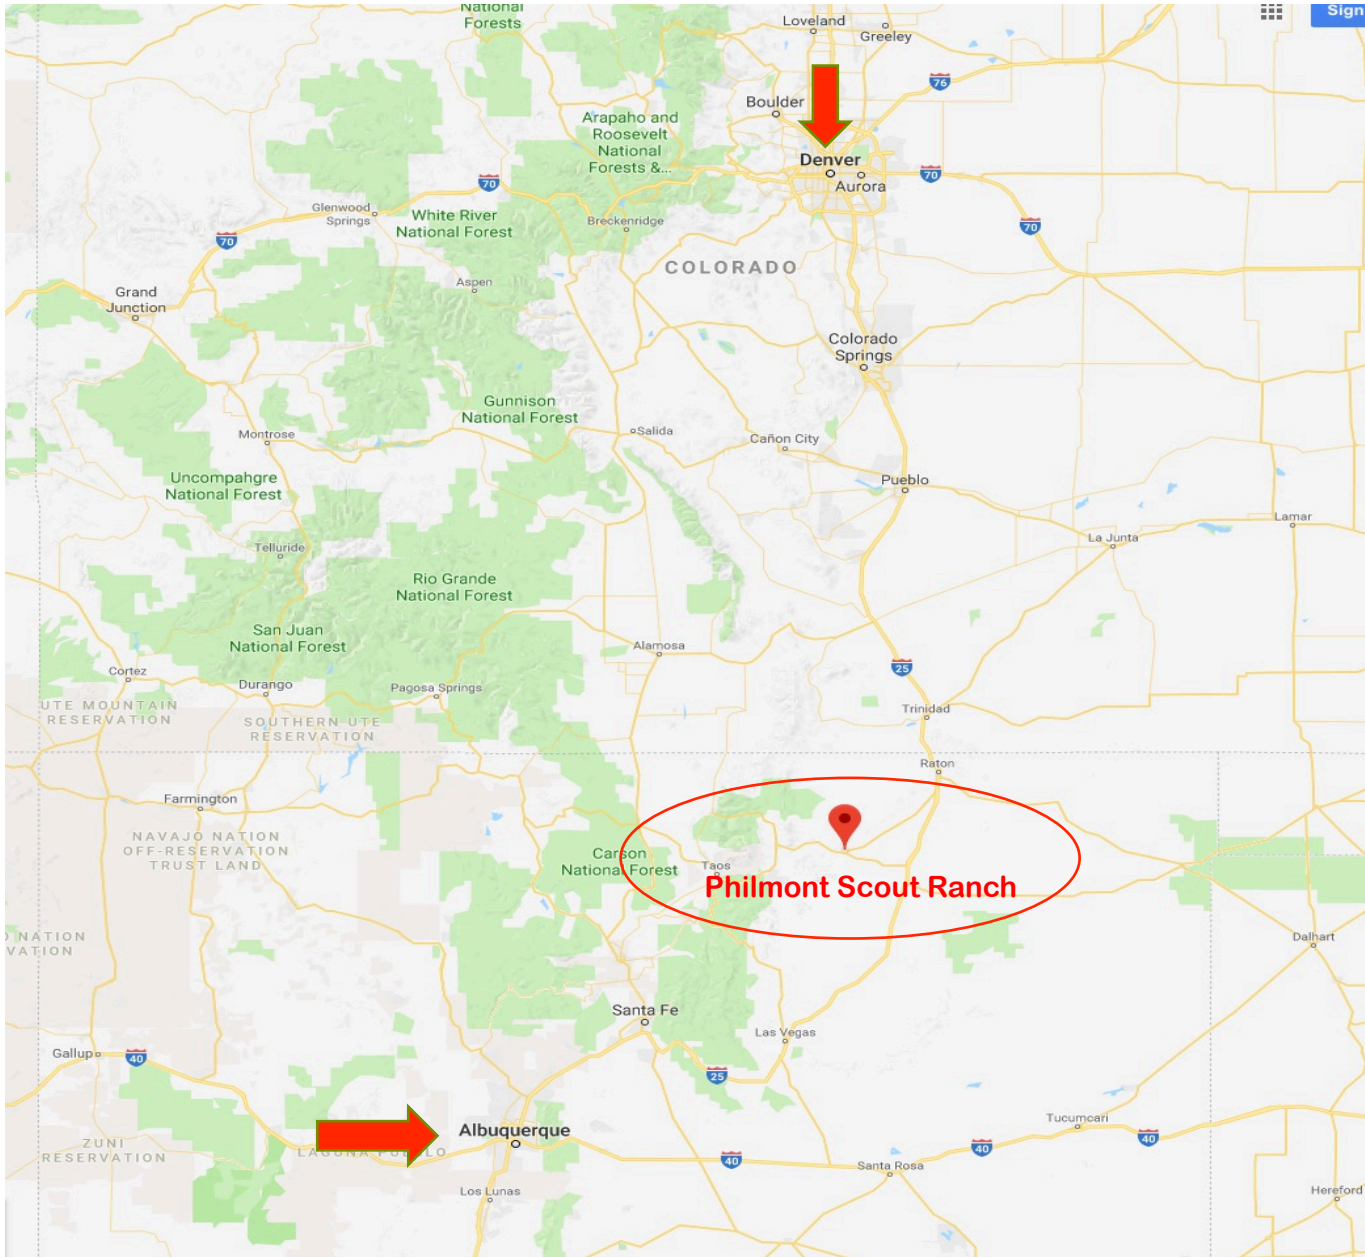 National
Forests
Loveland
Greeley
Sign
76
Boulder
Arapaho and
Roosevelt
National
Forests &...
Denver
Aurora
70
70
Glenwood
Springs
White River
National Forest
Breckenridge
70
70
COLORADO
Aspen
Grand
Junction
Colorado
Springs
Gunnison
National Forest
Salida
Montrose
Cañon City
Uncompahgre
National Forest
Pueblo
Lamar
La Junta
Telluride
Rio Grande
National Forest
San Juan
National Forest
Alamosa
25
Cortez
Durango
Pagosa Springs
UTE MOUNTAIN
RESERVATION
SOUTHERN UTE
RESERVATION
Trinidad
Raton
Farmington
NAVAJO NATION
OFF-RESERVATION
TRUST LAND
Carson
National Forest
Taos
Philmont Scout Ranch
NATION
VATION
Dalhart
Santa Fe
Las Vegas
Gallup
40
25
Tucumcari
Albuquerque
40
40
40
ZUNI
RESERVATION
LAGUNA PUEBLO
Santa Rosa
Los Lunas
Hereford